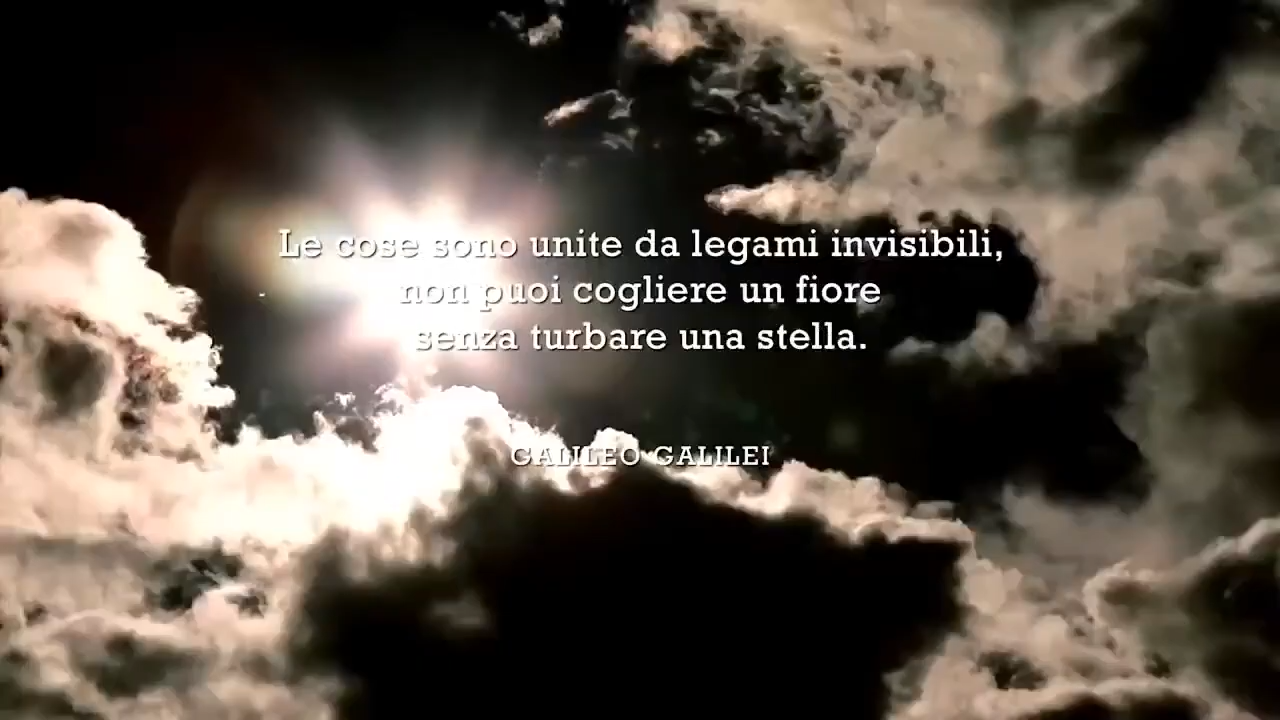 Le cose sono unite da legami invisibili,
non puoi cogliere un fiore
senza turbare una stella.
GALILEO GALILEI